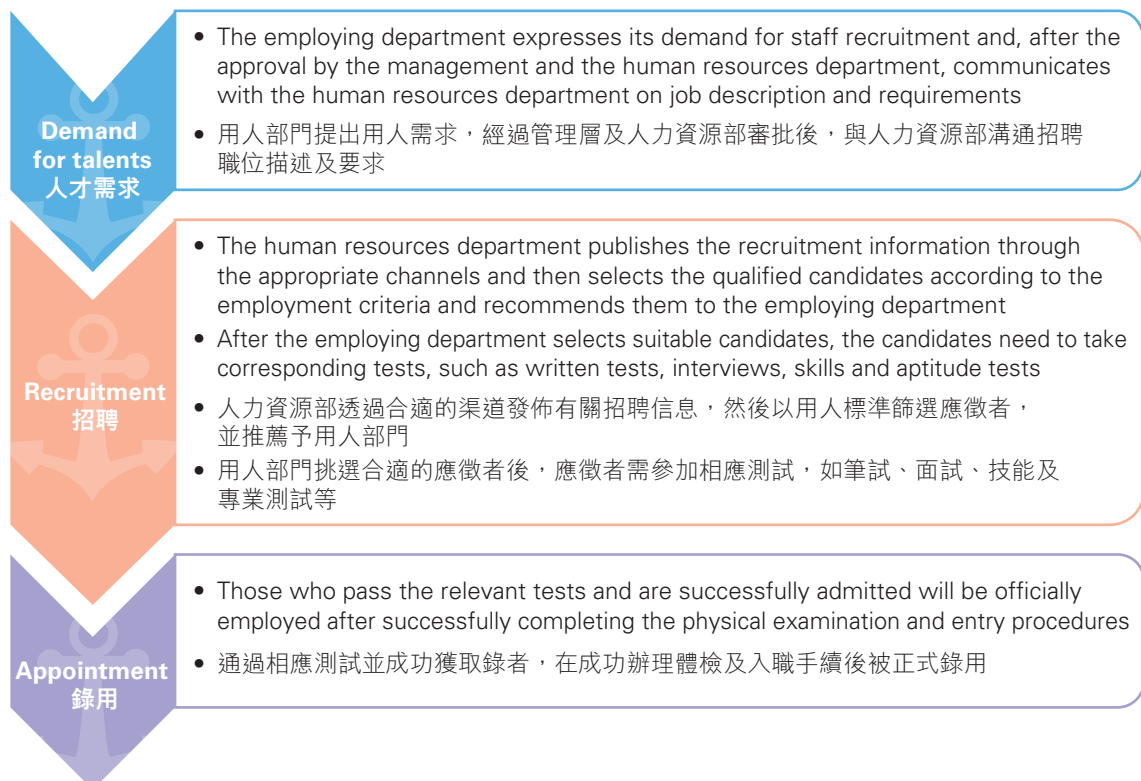 Demand
for talents
人才需求
• The employing department expresses its demand for staff recruitment and, after the
approval by the management and the human resources department, communicates
with the human resources department on job description and requirements
• 用人部門提出用人需求，經過管理層及人力資源部審批後，與人力資源部溝通招聘
職位描述及要求
Recruitment
招聘
• The human resources department publishes the recruitment information through
the appropriate channels and then selects the qualified candidates according to the
employment criteria and recommends them to the employing department
• After the employing department selects suitable candidates, the candidates need to take
corresponding tests, such as written tests, interviews, skills and aptitude tests
• 人力資源部透過合適的渠道發佈有關招聘信息，然後以用人標準篩選應徵者，
並推薦予用人部門
• 用人部門挑選合適的應徵者後，應徵者需參加相應測試，如筆試、面試、技能及
專業測試等
Appointment
錄用
• Those who pass the relevant tests and are successfully admitted will be officially
employed after successfully completing the physical examination and entry procedures
• 通過相應測試並成功獲取錄者，在成功辦理體檢及入職手續後被正式錄用